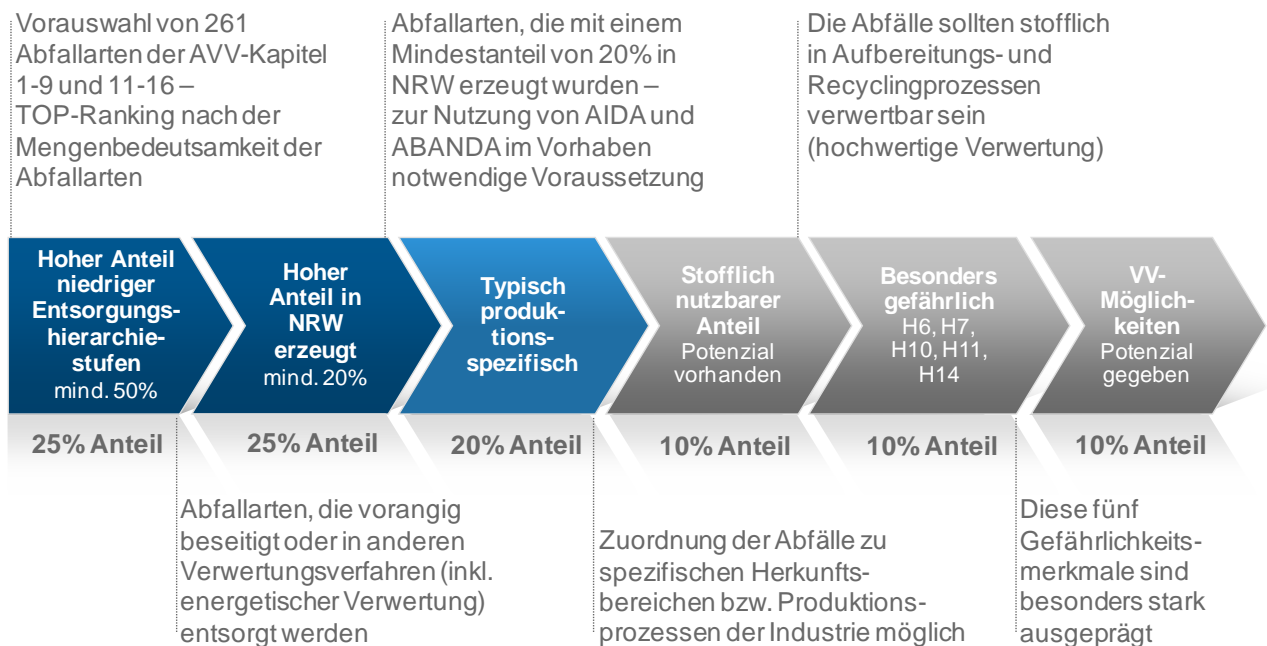 Vorauswahl von 261
Abfallarten der AVV-Kapitel
1-9 und 11-16 –
TOP-Ranking nach der
Mengenbedeutsamkeit der
Abfallarten
Abfallarten, die mit einem
Mindestanteil von 20% in
NRW erzeugt wurden –
zur Nutzung von AIDA und
ABANDA im Vorhaben
notwendige Voraussetzung
Die Abfälle sollten stofflich
in Aufbereitungs- und
Recyclingprozessen
verwertbar sein
(hochwertige Verwertung)
Hoher Anteil
niedriger
Entsorgungs-
hierarchie-
stufen
mind. 50%
Hoher
Anteil in
NRW
erzeugt
mind. 20%
Typisch
produk-
tions-
spezifisch
Stofflich
nutzbarer
Anteil
Potenzial
vorhanden
Besonders
gefährlich
H6, H7,
H10, H11,
H14
VV-
Möglich-
keiten
Potenzial
gegeben
25% Anteil
25% Anteil
20% Anteil
10% Anteil
10% Anteil
10% Anteil
Abfallarten, die vorangig
beseitigt oder in anderen
Verwertungsverfahren (inkl.
energetischer Verwertung)
entsorgt werden
Zuordnung der Abfälle zu
spezifischen Herkunfts-
bereichen bzw. Produktions-
prozessen der Industrie möglich
Diese fünf
Gefährlichkeits-
merkmale sind
besonders stark
ausgeprägt